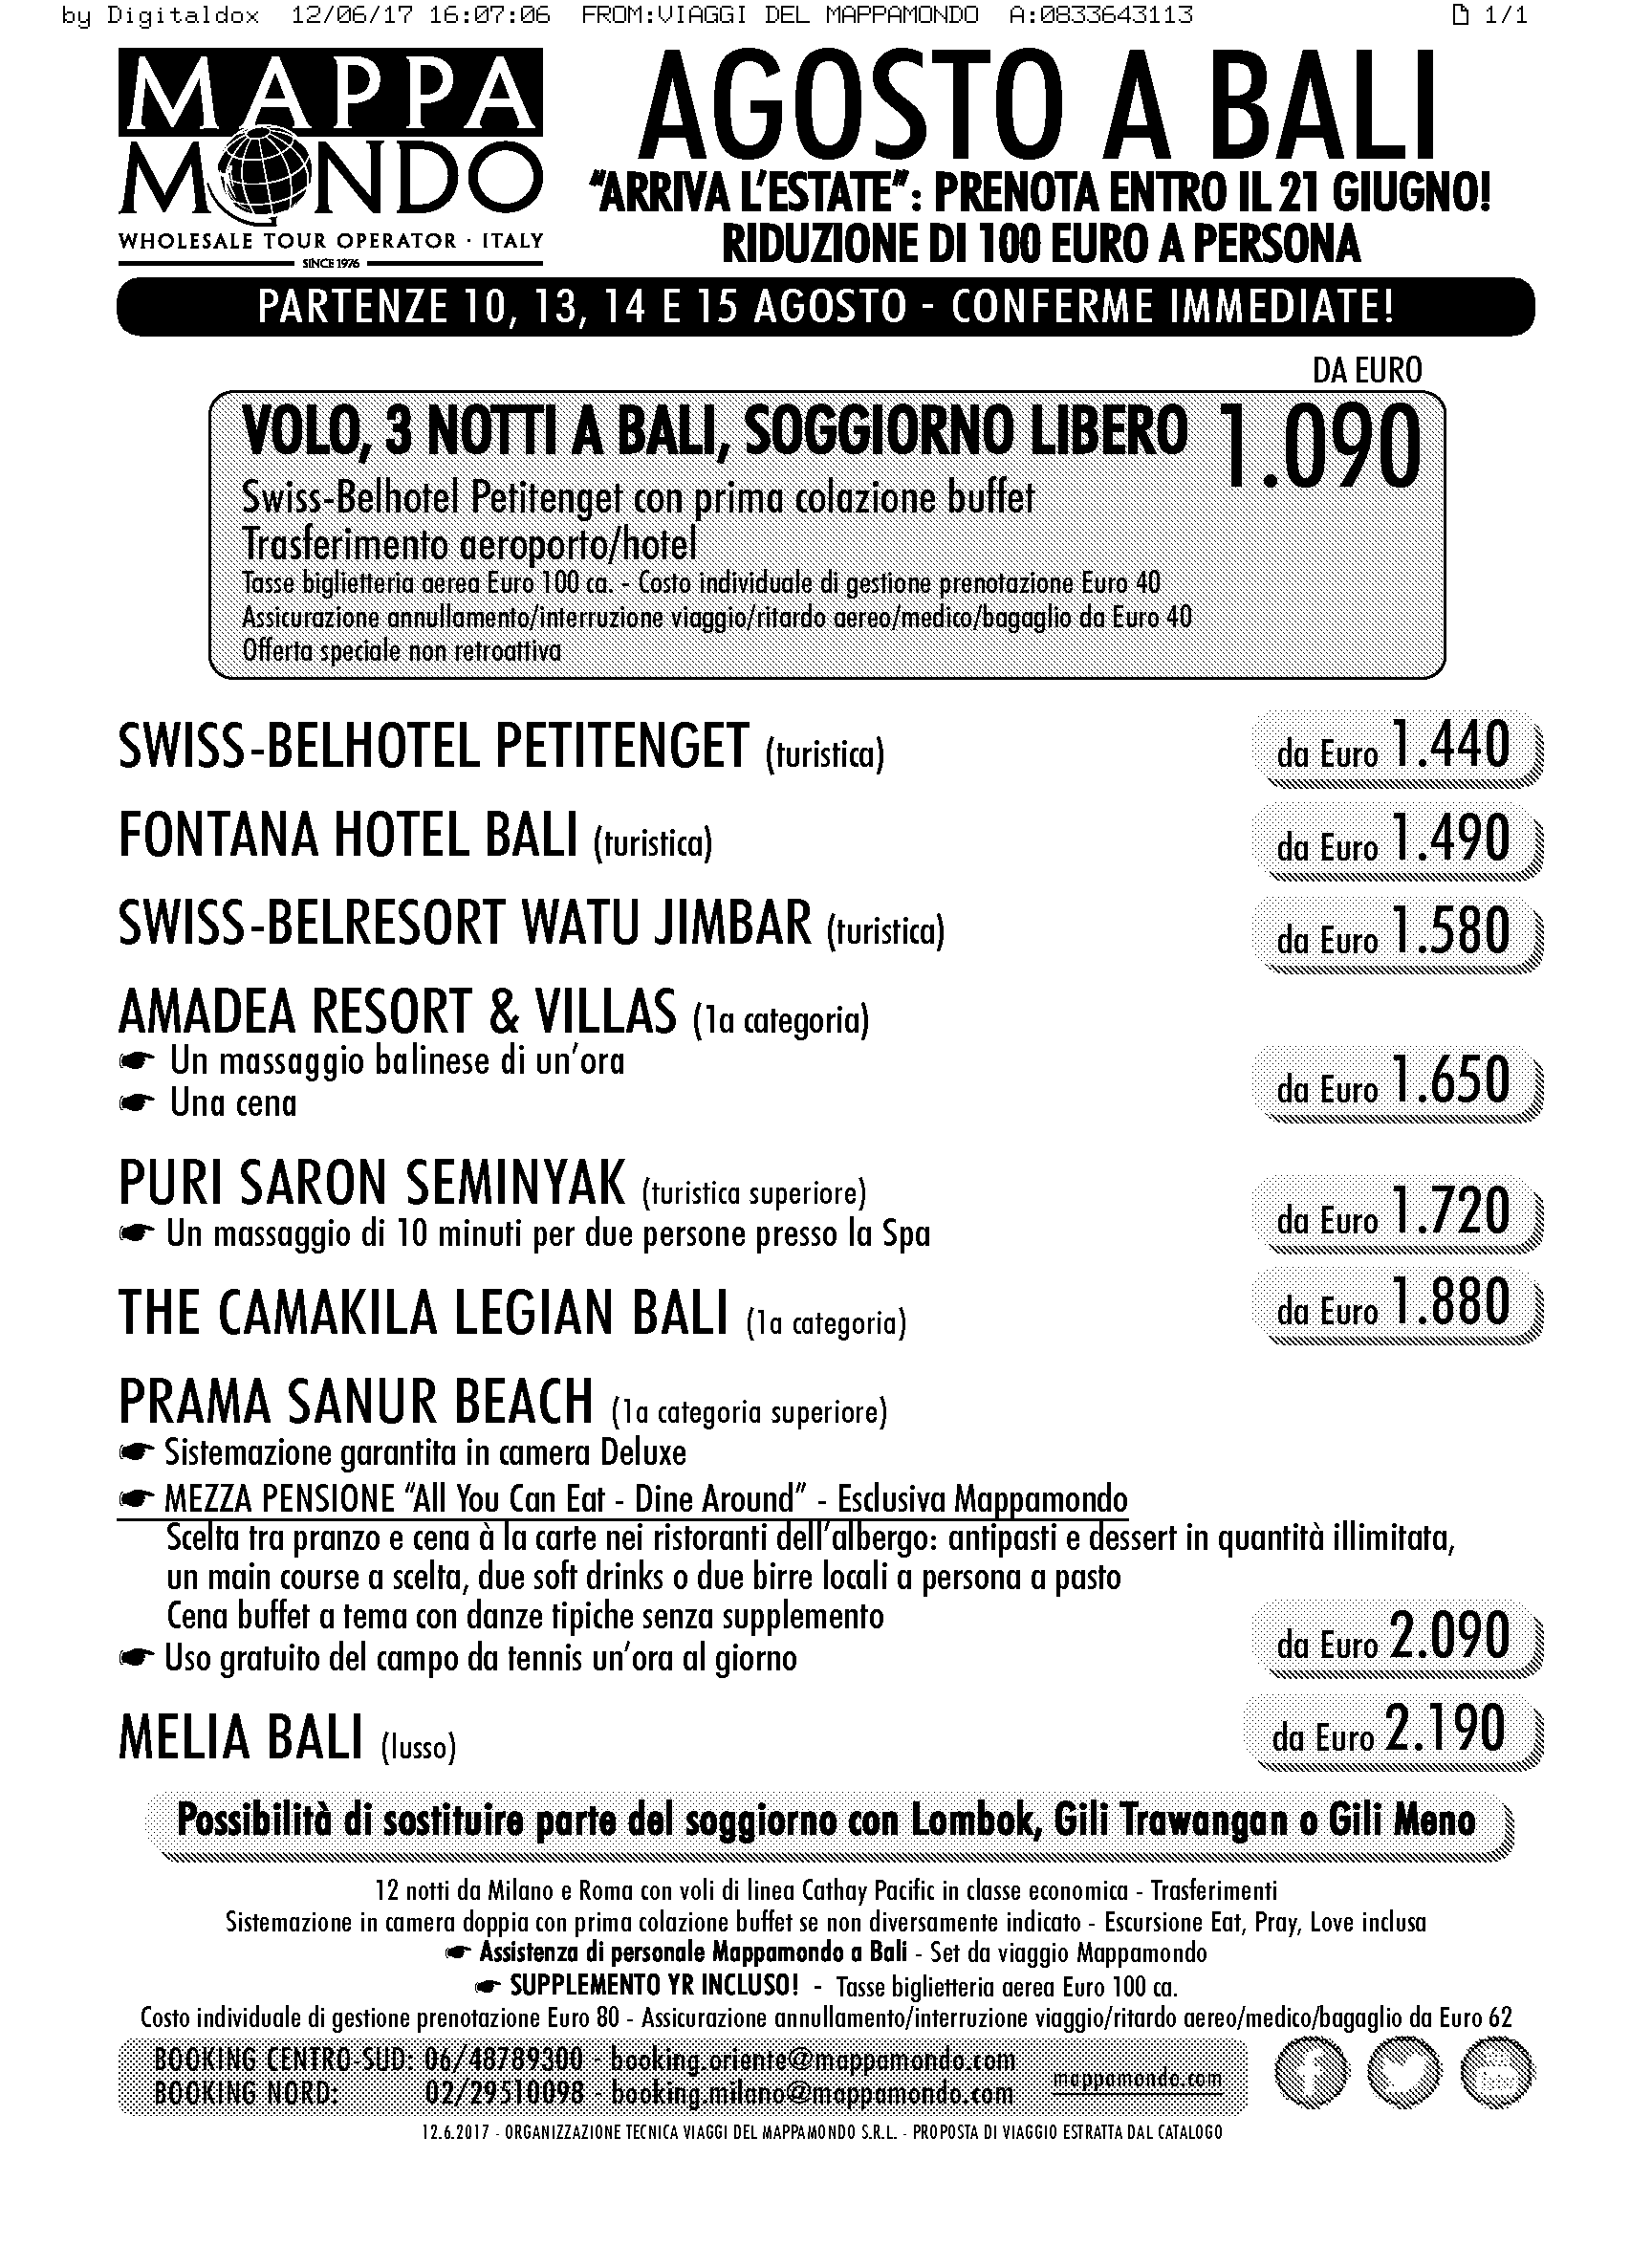 by Digitaldox 12/06/17 16:07:06 FROM:VIAGGI DEL MAPPAMONDO A:0833643113 1/1
MAPPA
MONDO
WHOLESALE TOUR OPERATOR · ITALY
SINCE 1976
AGOSTO A BALI
"ARRIVA L'ESTATE": PRENOTA ENTRO IL 21 GIUGNO!
RIDUZIONE DI 100 EURO A PERSONA
PARTENZE 10, 13, 14 E 15 AGOSTO - CONFERME IMMEDIATE!
DA EURO
VOLO, 3 NOTTI A BALI, SOGGIORNO LIBERO 1.090
Swiss-Belhotel Petitenget con prima colazione buffet
Trasferimento aeroporto/hotel
Tasse biglietteria aerea Euro 100 ca. - Costo individuale di gestione prenotazione Euro 40
Assicurazione annullamento/interruzione viaggio/ritardo aereo/medico/bagaglio da Euro 40
Offerta speciale non retroattiva
SWISS-BELHOTEL PETITENGET (turistica) da Euro 1.440
FONTANA HOTEL BALI (turistica) da Euro 1.490
SWISS-BELRESORT WATU JIMBAR (turistica) da Euro 1.580
AMADEA RESORT & VILLAS (1a categoria)
☛ Un massaggio balinese di un'ora
☛ Una cena da Euro 1.650
PURI SARON SEMINYAK (turistica superiore)
☛ Un massaggio di 10 minuti per due persone presso la Spa da Euro 1.720
THE CAMAKILA LEGIAN BALI (1a categoria) da Euro 1.880
PRAMA SANUR BEACH (1a categoria superiore)
☛ Sistemazione garantita in camera Deluxe
☛ MEZZA PENSIONE "All You Can Eat - Dine Around" - Esclusiva Mappamondo
Scelta tra pranzo e cena à la carte nei ristoranti dell'albergo: antipasti e dessert in quantità illimitata,
un main course a scelta, due soft drinks o due birre locali a persona a pasto
Cena buffet a tema con danze tipiche senza supplemento
☛ Uso gratuito del campo da tennis un'ora al giorno da Euro 2.090
MELIA BALI (lusso) da Euro 2.190
Possibilità di sostituire parte del soggiorno con Lombok, Gili Trawangan o Gili Meno
12 notti da Milano e Roma con voli di linea Cathay Pacific in classe economica - Trasferimenti
Sistemazione in camera doppia con prima colazione buffet se non diversamente indicato - Escursione Eat, Pray, Love inclusa
☛ Assistenza di personale Mappamondo a Bali - Set da viaggio Mappamondo
☛ SUPPLEMENTO YR INCLUSO! - Tasse biglietteria aerea Euro 100 ca.
Costo individuale di gestione prenotazione Euro 80 - Assicurazione annullamento/interruzione viaggio/ritardo aereo/medico/bagaglio da Euro 62
BOOKING CENTRO-SUD: 06/48789300 - booking.oriente@mappamondo.com
BOOKING NORD: 02/29510098 - booking.milano@mappamondo.com
mappamondo.com
12.6.2017 - ORGANIZZAZIONE TECNICA VIAGGI DEL MAPPAMONDO S.R.L. - PROPOSTA DI VIAGGIO ESTRATTA DAL CATALOGO